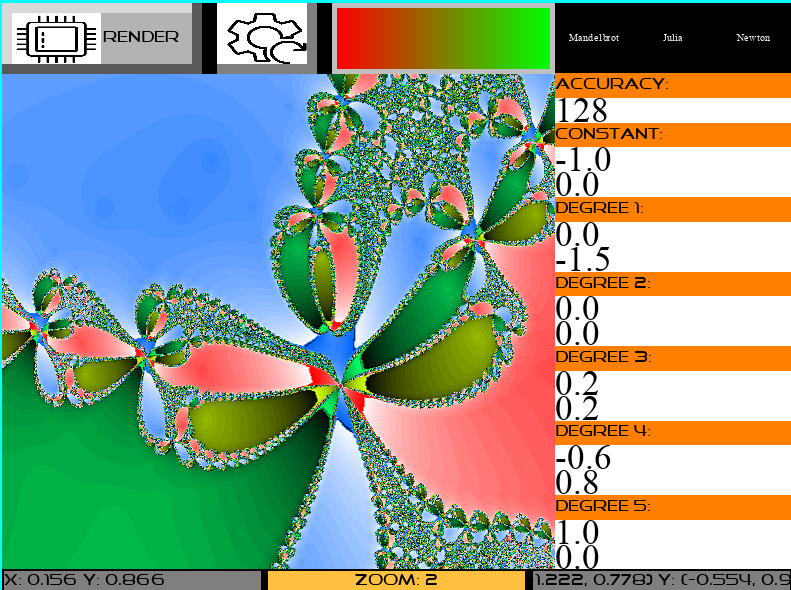 RENDER
Mandelbrot Julia Newton
ACCURACY:
128
CONSTANT:
-1.0
0.0
DEGREE 1:
0.0
-1.5
DEGREE 2:
0.0
0.0
DEGREE 3:
0.2
0.2
DEGREE 4:
-0.6
0.8
DEGREE 5:
1.0
0.0
X: 0.156 Y: 0.866
ZOOM: 2
1.222, 0.778) Y: (-0.554, 0.9